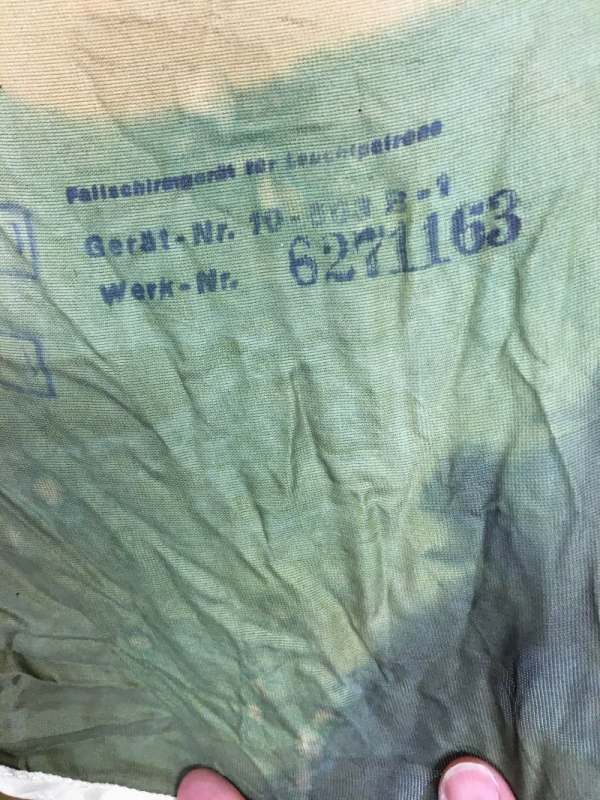 Fallschirmgerät für Leuchtpatrone
Gerät-Nr. 10-
Werk-Nr. 6271163